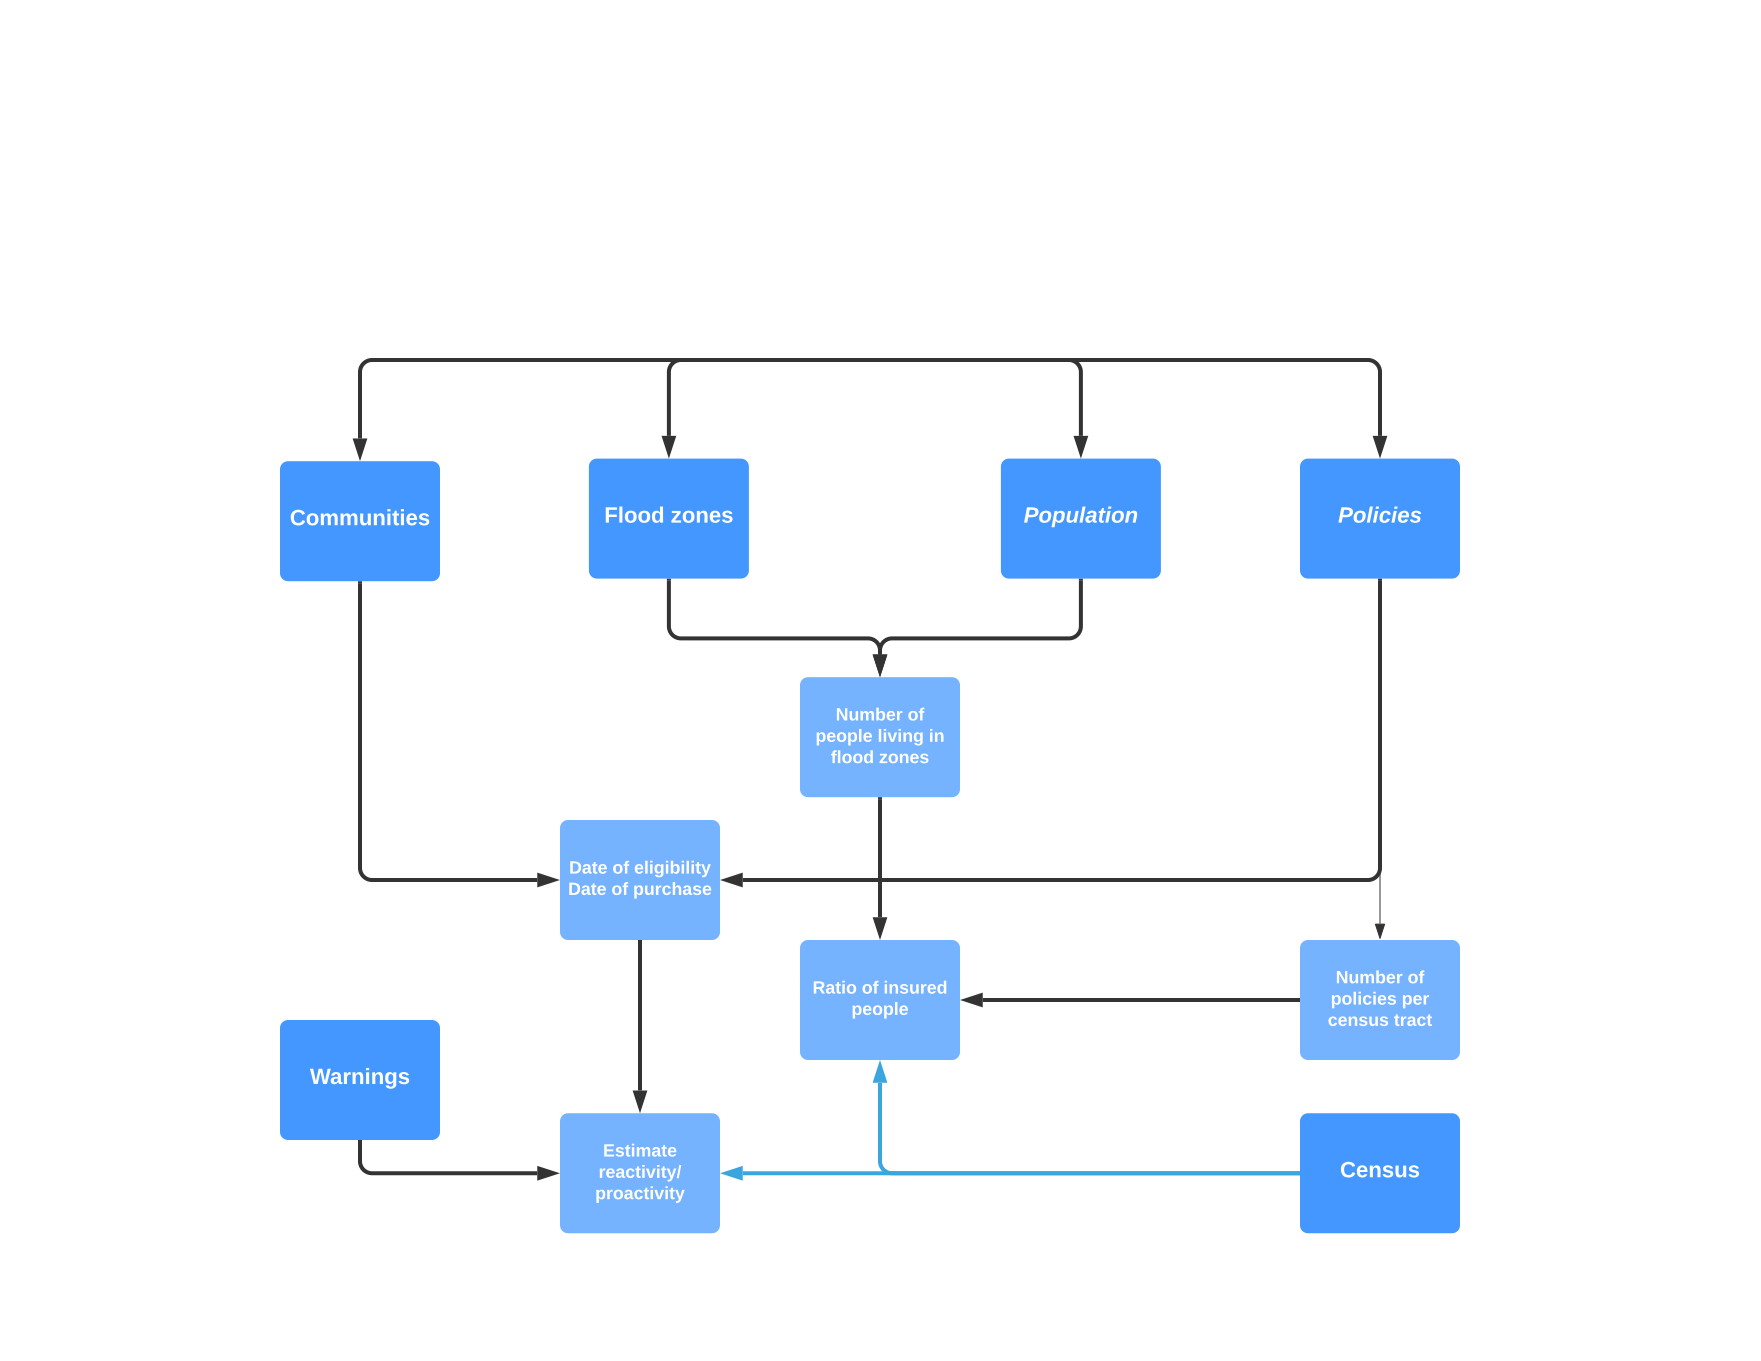 Communities
Flood zones
Population
Policies
Number of
people living in
flood zones
Date of eligibility
Date of purchase
Ratio of insured
people
Number of
policies per
census tract
Warnings
Estimate
reactivity/
proactivity
Census